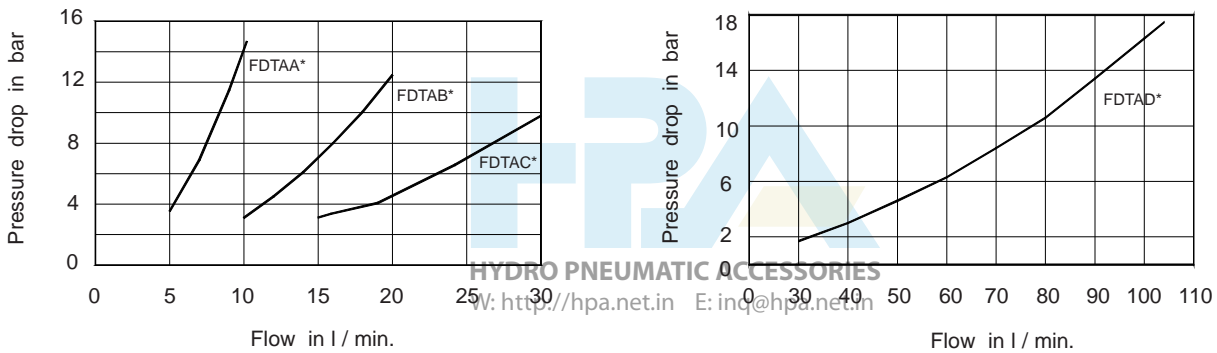 16
12
8
4
0
Pressure drop in bar
FDTAA*
FDTAB*
FDTAC*
0 5 10 15 20 25 30
Flow in l / min.
18
14
10
6
2
0
Pressure drop in bar
FDTAD*
0 30 40 50 60 70 80 90 100 110
Flow in l / min.
HPA
HYDRO PNEUMATIC ACCESSORIES
W: http://hpa.net.in E: inq@hpa.net.in